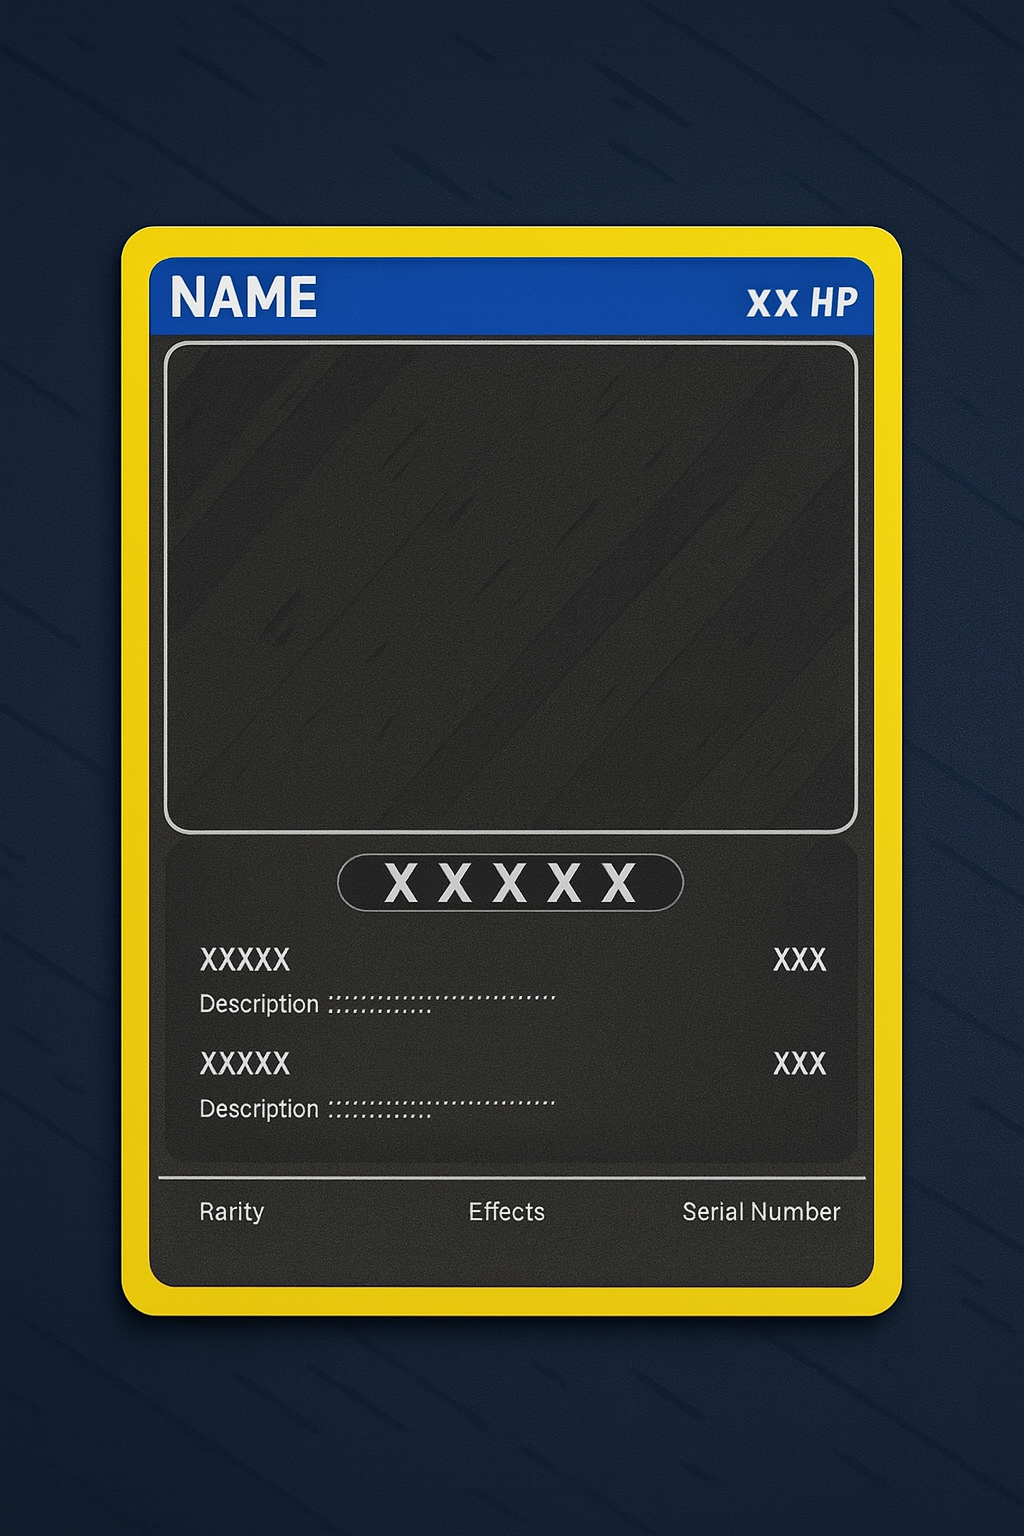 NAME
XX HP
X X X X X
XXXXX
XXX
Description
XXXXX
XXX
Description
Rarity
Effects
Serial Number